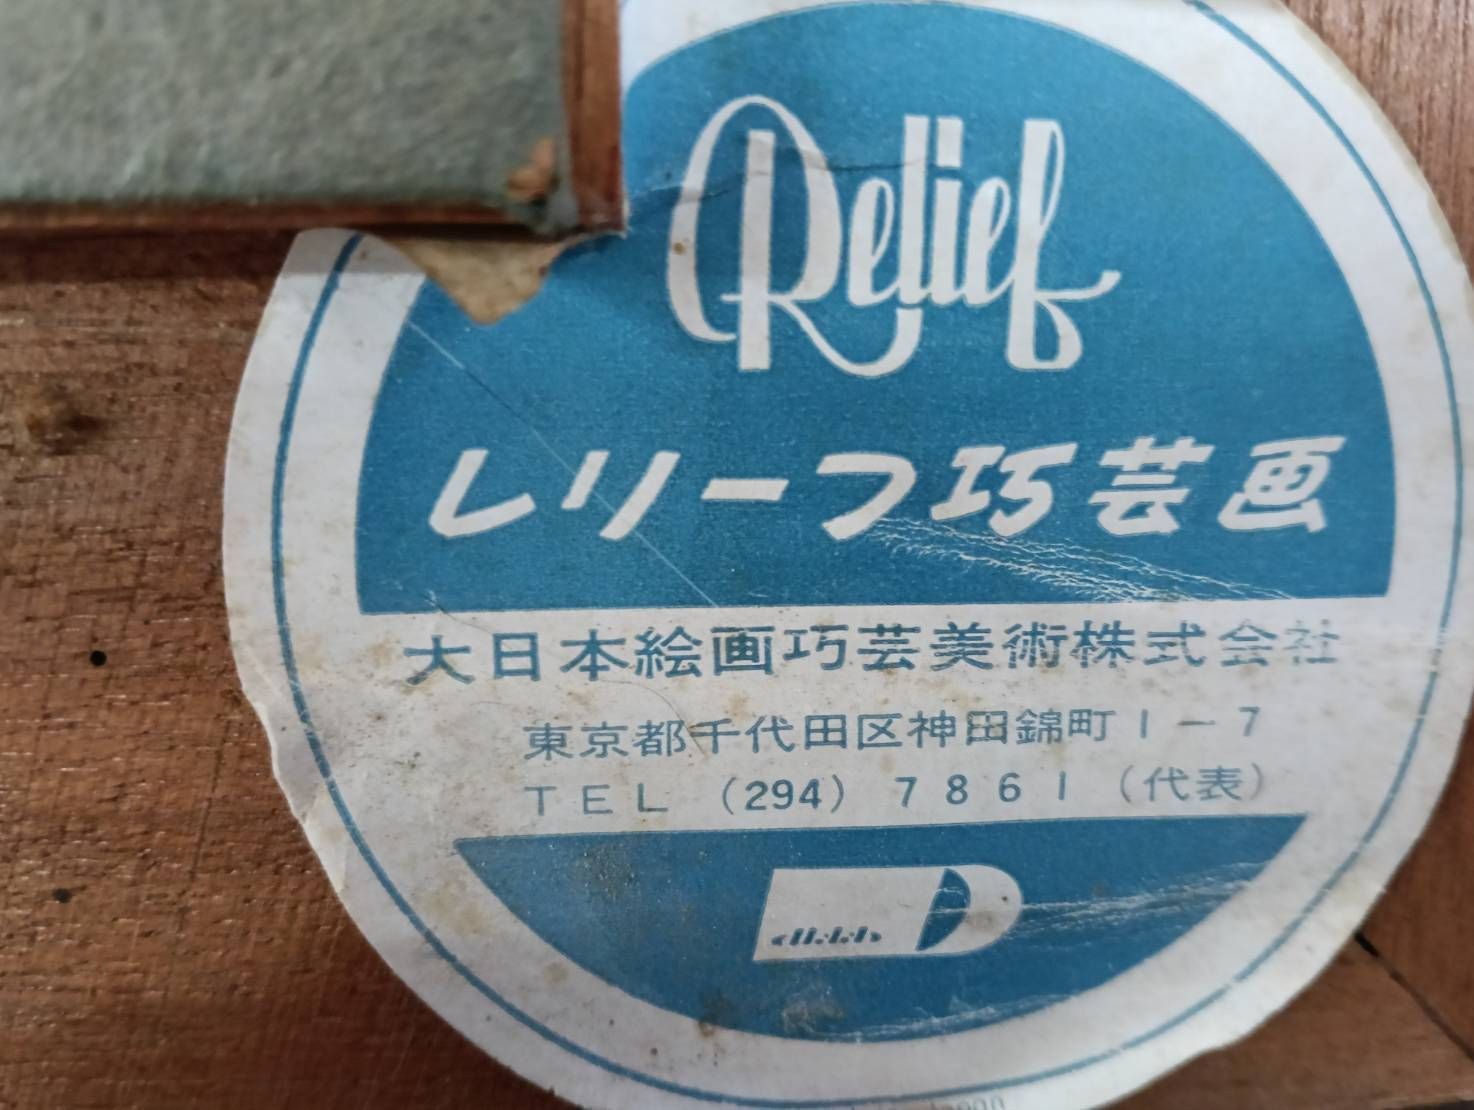 Relief
レリーフ巧芸画
大日本絵画巧芸美術株式会社
東京都千代田区神田錦町1-7
TEL (294) 7861 (代表)